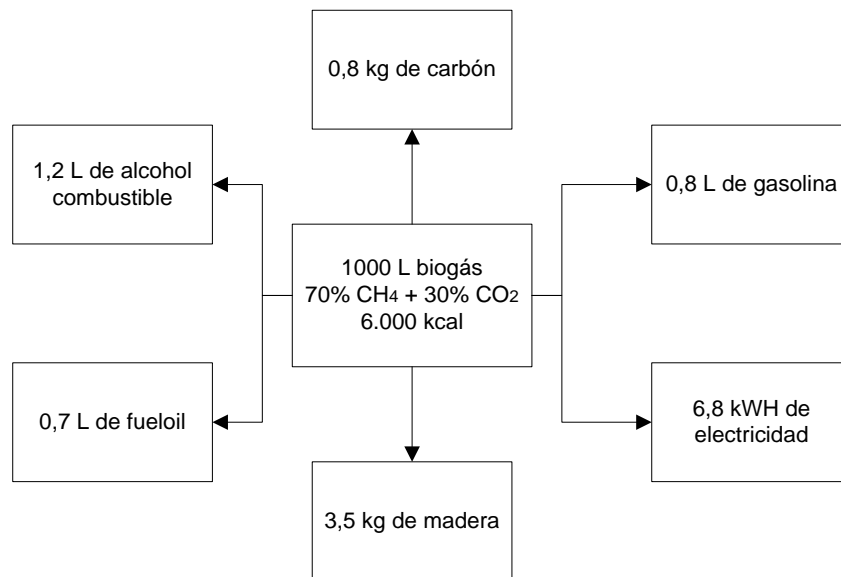 0,8 kg de carbón
1,2 L de alcohol
combustible
0,8 L de gasolina
1000 L biogás
70% CH4 + 30% CO2
6.000 kcal
0,7 L de fueloil
6,8 kWH de
electricidad
3,5 kg de madera